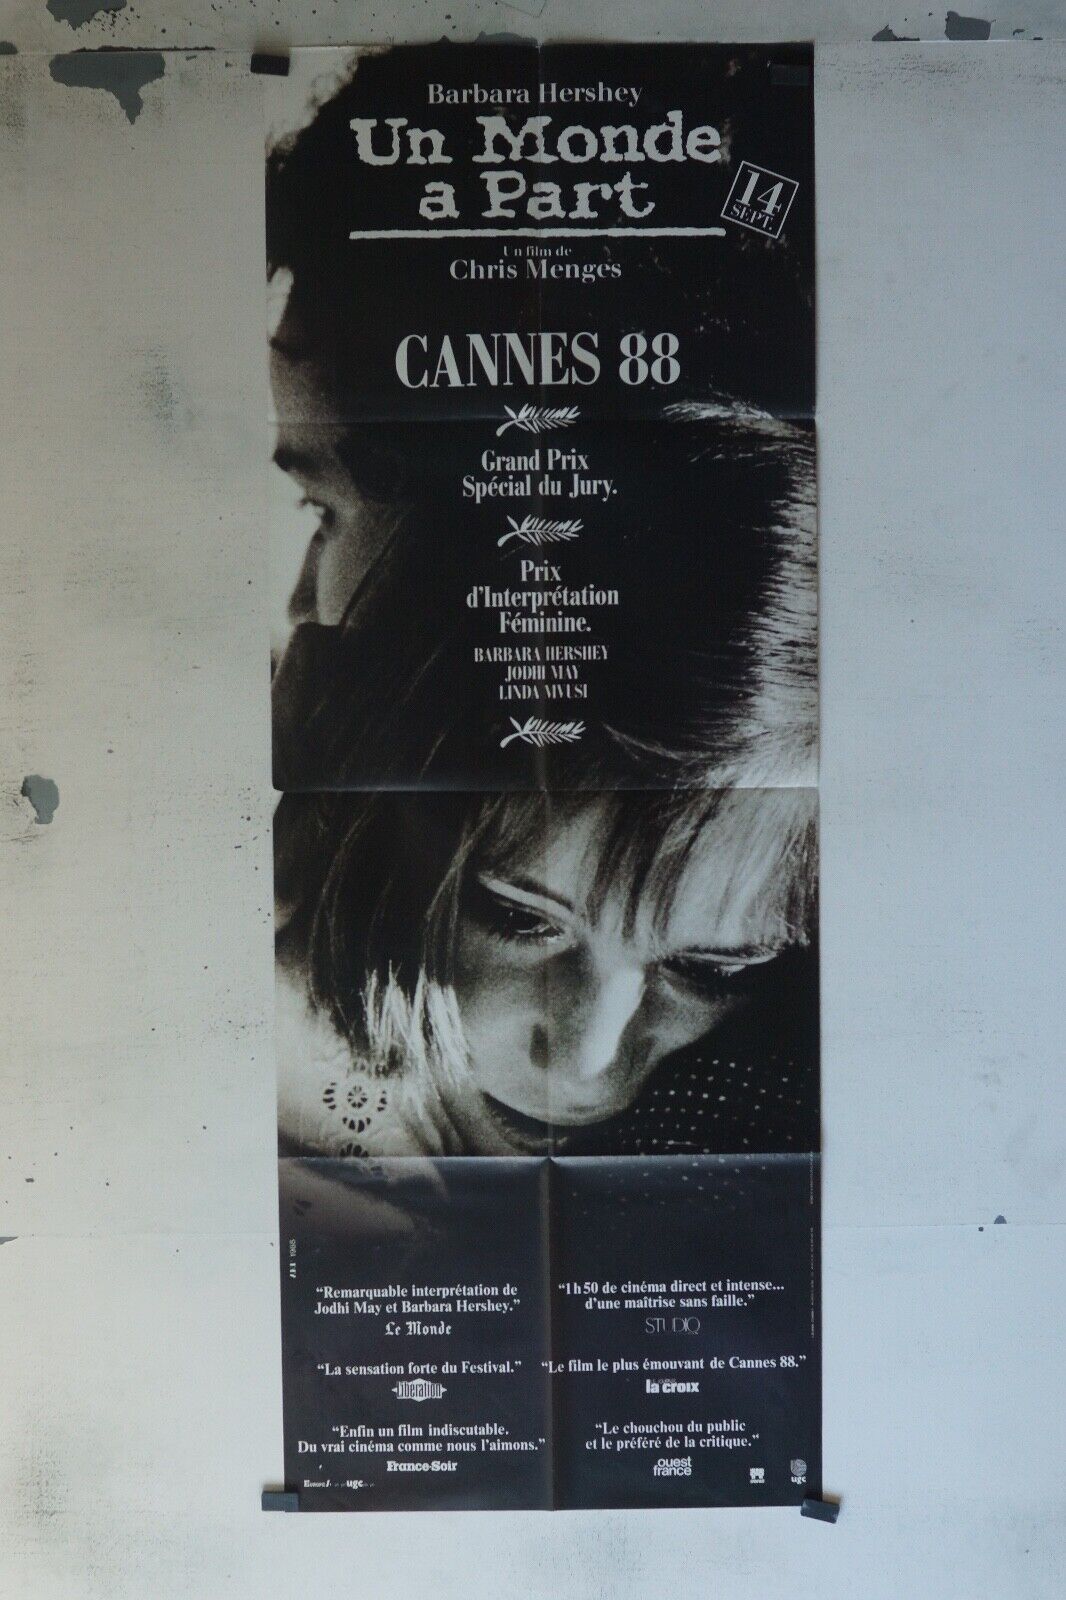 Barbara Hershey
Un Monde
a Part
14
SEPT.
Un film de
Chris Menges
CANNES 88
Grand Prix
Spécial du Jury.
Prix
d'Interprétation
Féminine.
BARBARA HERSHEY
JODHI MAY
LINDA MVUSI
1988
"Remarquable interprétation de
Jodhi May et Barbara Hershey."
Le Monde
"1h50 de cinéma direct et intense...
d'une maîtrise sans faille."
STUDIO
"La sensation forte du Festival."
Libération
"Le film le plus émouvant de Cannes 88."
la croix
"Enfin un film indiscutable.
Du vrai cinéma comme nous l'aimons."
France-Soir
"Le chouchou du public
et le préféré de la critique."
ouest
france
ugc
ugc